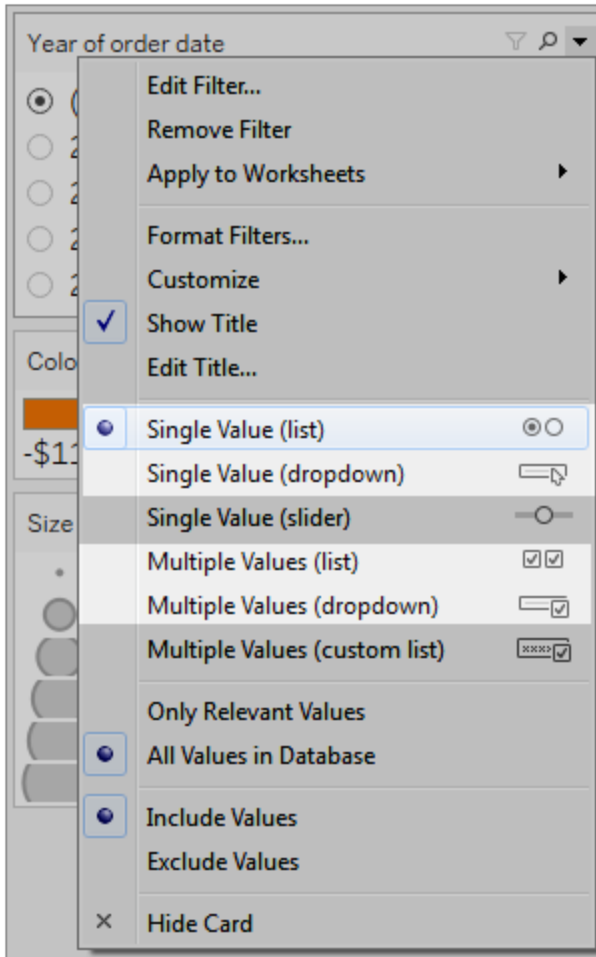 Year of order date
Edit Filter...
Remove Filter
Apply to Worksheets
Format Filters...
Customize
Show Title
Edit Title...
Single Value (list)
Single Value (dropdown)
Single Value (slider)
Multiple Values (list)
Multiple Values (dropdown)
Multiple Values (custom list)
Only Relevant Values
All Values in Database
Include Values
Exclude Values
Hide Card
Size